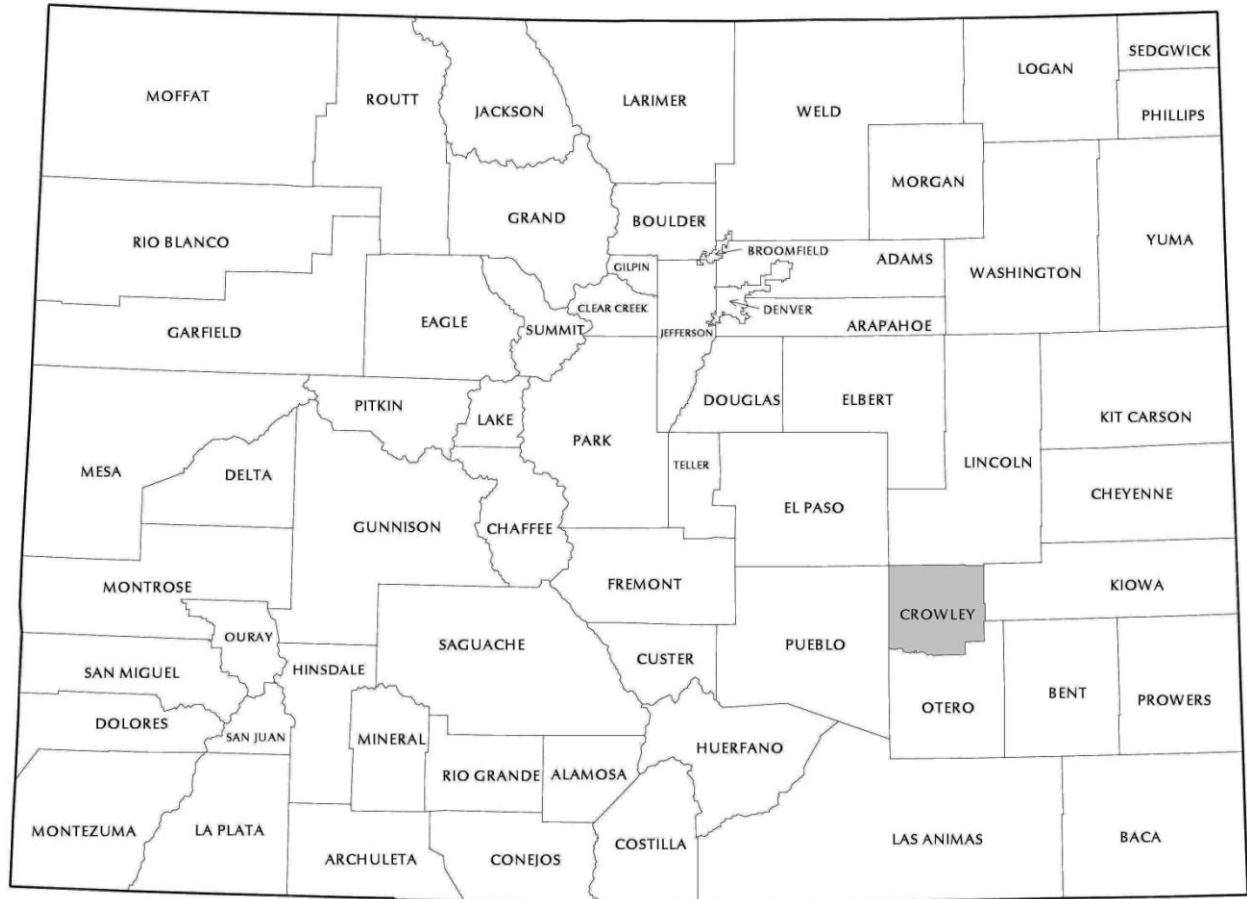 SEDGWICK
LOGAN
MOFFAT
ROUTT
JACKSON
LARIMER
WELD
PHILLIPS
MORGAN
GRAND
BOULDER
RIO BLANCO
YUMA
BROOMFIELD
ADAMS
WASHINGTON
GILPIN
CLEAR CREEK
DENVER
EAGLE
SUMMIT
JEFFERSON
ARAPAHOE
GARFIELD
PITKIN
LAKE
DOUGLAS
ELBERT
KIT CARSON
PARK
MESA
DELTA
TELLER
LINCOLN
CHEYENNE
GUNNISON
CHAFFEE
EL PASO
MONTROSE
FREMONT
KIOWA
CROWLEY
OURAY
SAGUACHE
PUEBLO
SAN MIGUEL
HINSDALE
CUSTER
BENT
PROWERS
OTERO
DOLORES
SAN JUAN
MINERAL
HUERFANO
RIO GRANDE
ALAMOSA
MONTEZUMA
LA PLATA
COSTILLA
LAS ANIMAS
BACA
ARCHULETA
CONEJOS